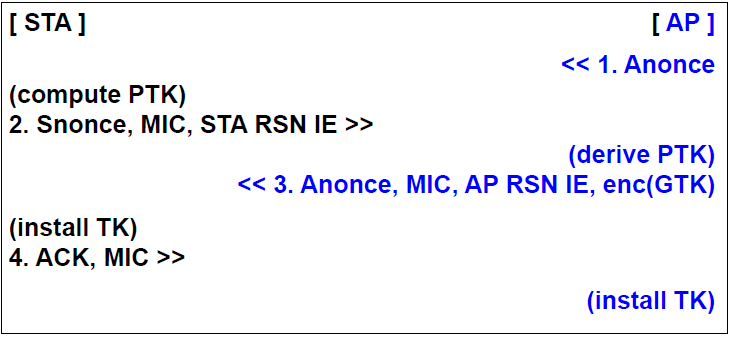 [ STA ] [ AP ]
<< 1. Anonce
(compute PTK)
2. Snonce, MIC, STA RSN IE >>
(derive PTK)
<< 3. Anonce, MIC, AP RSN IE, enc(GTK)
(install TK)
4. ACK, MIC >>
(install TK)